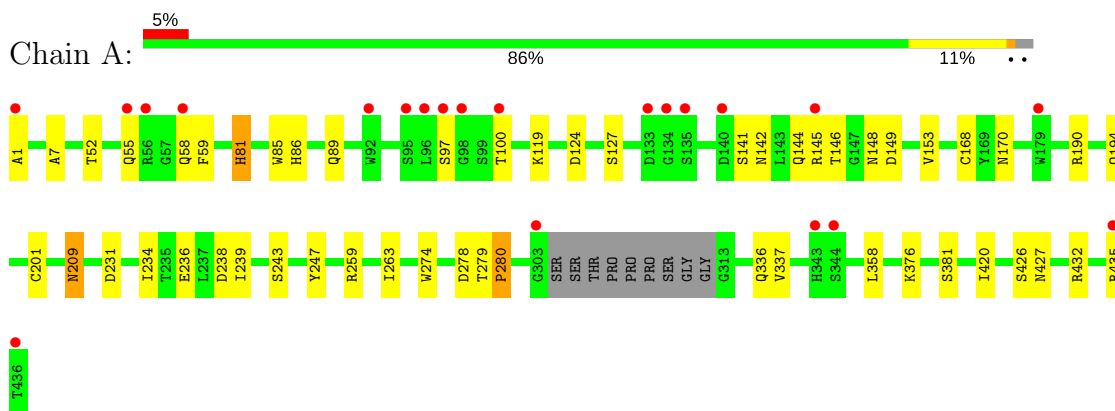 5%
Chain A:
86% 11% • •
A1 A7 T52 Q55 R56 G57 Q58 F59 H81 W85 H86 Q89 W92 S95 L96 S97 G98 S99 T100 K119 D124 S127 D133 G134 S135 D140 S141 N142 L143 Q144 R145 T146 G147 N148 D149 V153 C168 Y169 N170 W179 R190
C201 N209 D231 I234 T235 E236 L237 D238 I239 S243 Y247 R259 I263 W274 D278 T279 P280 G303 SER SER THR PRO PRO PRO SER GLY GLY G313 Q336 V337 H343 S344 L358 K376 S381 I420 S426 N427 R432
T436